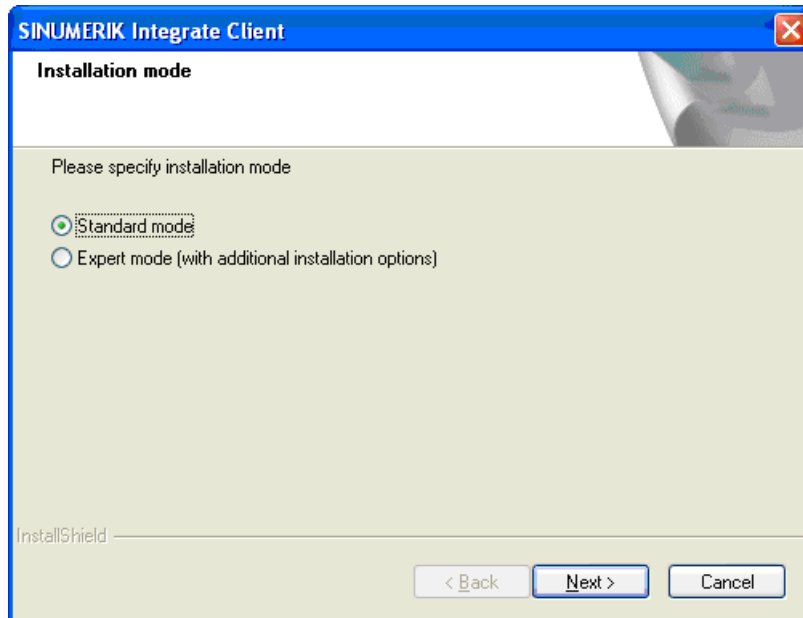 SINUMERIK Integrate Client
Installation mode
Please specify installation mode
Standard mode
Expert mode (with additional installation options)
InstallShield
< Back Next > Cancel